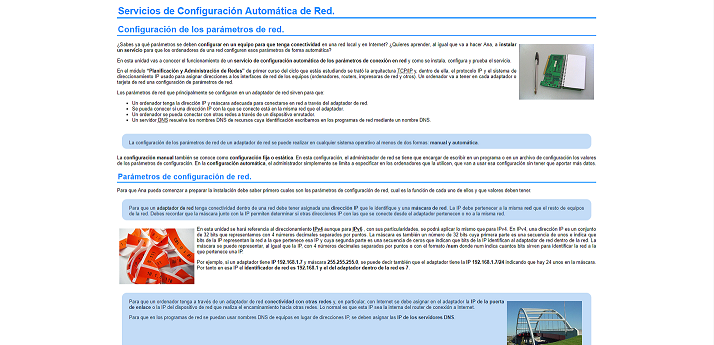 Servicios de Configuración Automática de Red.
Configuración de los parámetros de red.
¿Sabes ya qué parámetros se deben configurar en un equipo para que tenga conectividad en una red local y en Internet? ¿Quieres aprender, al igual que va a hacer Ana, a instalar
un servicio para que los ordenadores de una red configuren esos parámetros de forma automática?
En esta unidad vas a conocer el funcionamiento de un servicio de configuración automática de los parámetros de conexión en red y como se instala, configura y prueba el servicio.
En el módulo "Planificación y Administración de Redes" de primer curso del ciclo que estás estudiando se trató la arquitectura TCP/IP y, dentro de ella, el protocolo IP y el sistema de
direccionamiento IP usado para asignar direcciones a los interfaces de red de los equipos (ordenadores, routers, impresoras de red y otros). Un ordenador va a tener en cada adaptador o
tarjeta de red una configuración de parámetros de red.
Los parámetros de red que principalmente se configuran en un adaptador de red sirven para que:
Un ordenador tenga la dirección IP y máscara adecuada para conectarse en red a través del adaptador de red.
Se pueda conocer si una dirección IP con la que se conecte está en la misma red que el adaptador.
Un ordenador se pueda conectar con otras redes a través de un dispositivo enrutador.
Un servidor DNS resuelva los nombres DNS de recursos cuya identificación escribamos en los programas de red mediante un nombre DNS.
La configuración de los parámetros de red de un adaptador de red se puede realizar en cualquier sistema operativo al menos de dos formas: manual y automática.
La configuración manual también se conoce como configuración fija o estática. En esta configuración, el administrador de red se tiene que encargar de escribir en un programa o en un archivo de configuración los valores
de los parámetros de configuración. En la configuración automática, el administrador simplemente se limita a especificar en los ordenadores que la utilicen, que van a usar esa configuración sin tener que aportar más datos.
Parámetros de configuración de red.
Para que Ana pueda comenzar a preparar la instalación debe saber primero cuales son los parámetros de configuración de red, cual es la función de cada uno de ellos y que valores deben tener.
Para que un adaptador de red tenga conectividad dentro de una red debe tener asignada una dirección IP que le identifique y una máscara de red. La IP debe pertenecer a la misma red que el resto de equipos
de la red. Debes recordar que la máscara junto con la IP permiten determinar si otras direcciones IP con las que se conecte desde el adaptador pertenecen o no a la misma red.
En esta unidad se hará referencia al direccionamiento IPv4 aunque para IPv6 , con sus particularidades, se podrá aplicar lo mismo que para IPv4. En IPv4, una dirección IP es un conjunto
de 32 bits que representamos con 4 números decimales separados por puntos. La máscara es también un número de 32 bits cuya primera parte es una secuencia de unos e indica que
bits de la IP representan la red a la que pertenece esa IP y cuya segunda parte es una secuencia de ceros que indican que bits de la IP identifican al adaptador de red dentro de la red. La
máscara se puede representar, al igual que la IP, con 4 números decimales separados por puntos o con el formato /num donde num indica cuantos bits sirven para identificar la red a la
que pertenece una IP.
Por ejemplo, si un adaptador tiene IP 192.168.1.7 y máscara 255.255.255.0, se puede decir también que el adaptador tiene la IP 192.168.1.7/24 indicando que hay 24 unos en la máscara.
Por tanto en esa IP el identificador de red es 192.168.1 y el del adaptador dentro de la red es 7.
Para que un ordenador tenga a través de un adaptador de red conectividad con otras redes y, en particular, con Internet se debe asignar en el adaptador la IP de la puerta
de enlace o la IP del dispositivo de red que realiza el encaminamiento hacia otras redes. Lo normal es que esta IP sea la interna del router de conexión a Internet.
Para que en los programas de red se puedan usar nombres DNS de equipos en lugar de direcciones IP, se deben asignar las IP de los servidores DNS.